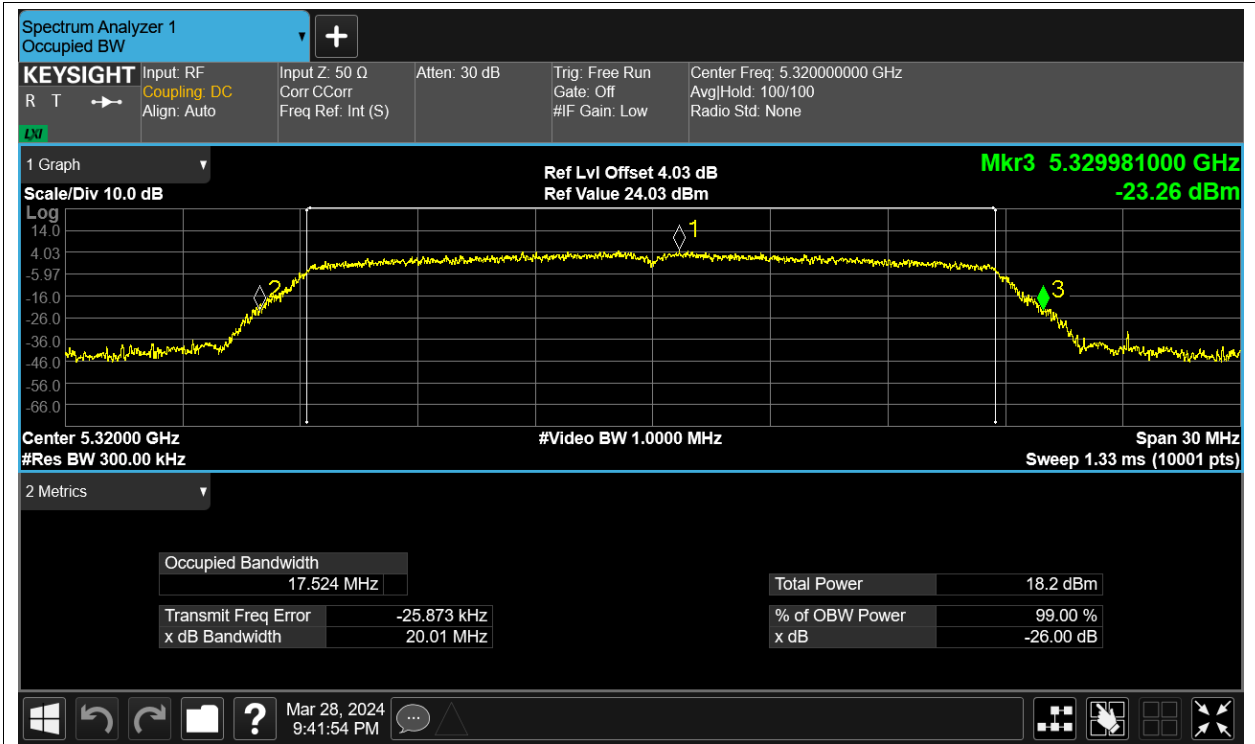 Spectrum Analyzer 1
Occupied BW
KEYSIGHT
R T
LXI
Input: RF
Coupling: DC
Align: Auto
Input Z: 50 Ω
Corr CCorr
Freq Ref: Int (S)
Atten: 30 dB
Trig: Free Run
Gate: Off
#IF Gain: Low
Center Freq: 5.320000000 GHz
Avg|Hold: 100/100
Radio Std: None
1 Graph
Scale/Div 10.0 dB
Ref Lvl Offset 4.03 dB
Ref Value 24.03 dBm
Mkr3 5.329981000 GHz
-23.26 dBm
Log
14.0
4.03
-5.97
-16.0
-26.0
-36.0
-46.0
-56.0
-66.0
1
2
3
Center 5.32000 GHz
#Res BW 300.00 kHz
#Video BW 1.0000 MHz
Span 30 MHz
Sweep 1.33 ms (10001 pts)
2 Metrics
Occupied Bandwidth
17.524 MHz
Transmit Freq Error -25.873 kHz
x dB Bandwidth 20.01 MHz
Total Power 18.2 dBm
% of OBW Power 99.00 %
x dB -26.00 dB
?
Mar 28, 2024
9:41:54 PM